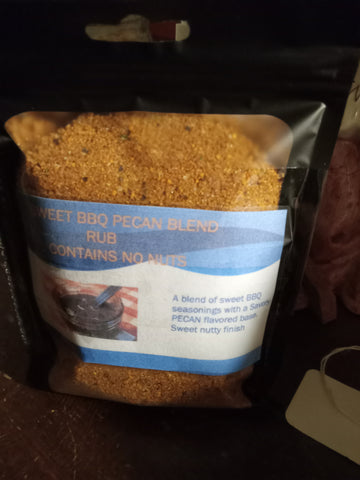 WEET BBQ PECAN BLEND
RUB
CONTAINS NO NUTS
A blend of sweet BBQ
seasonings with a Savory
PECAN flavored base.
Sweet nutty finish